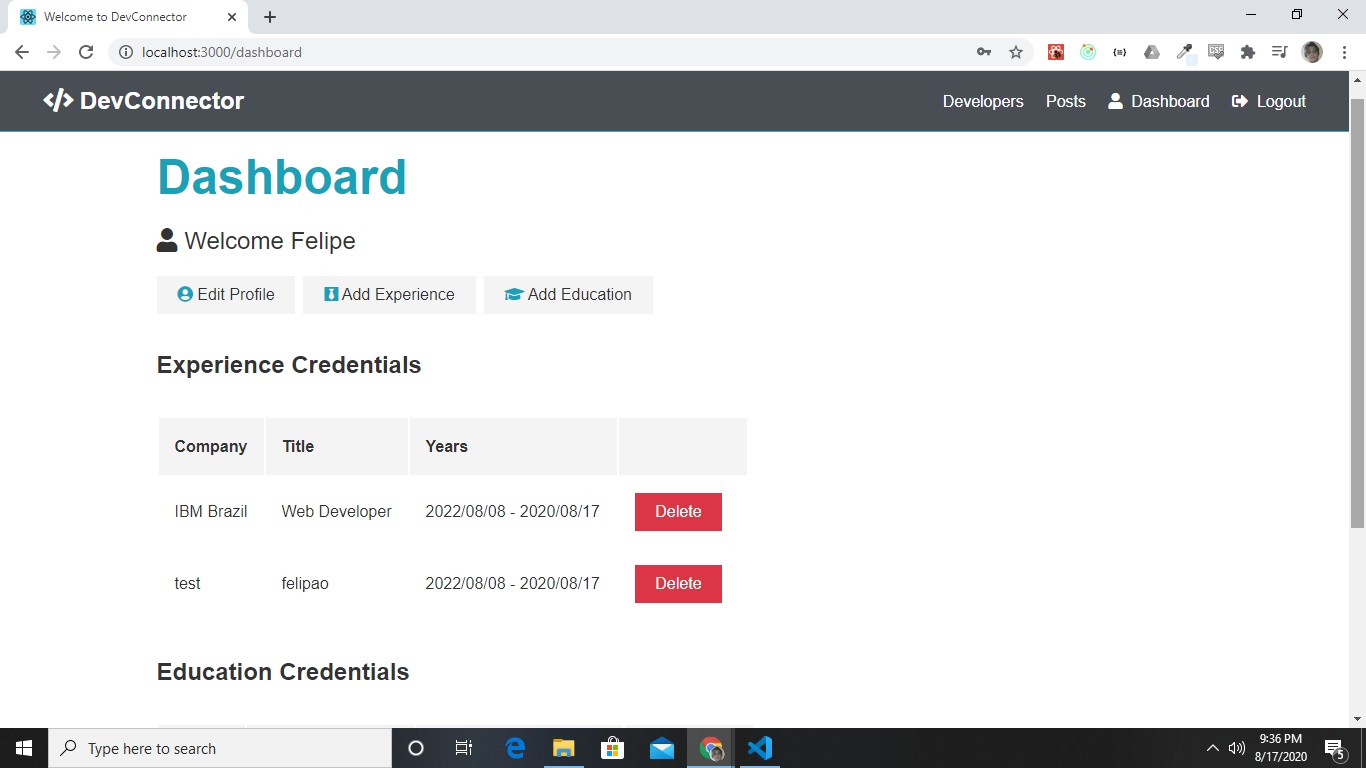 Welcome to DevConnector
localhost:3000/dashboard
DevConnector
Developers Posts Dashboard Logout
Dashboard
Welcome Felipe
Edit Profile Add Experience Add Education
Experience Credentials
Company Title Years
IBM Brazil Web Developer 2022/08/08 - 2020/08/17 Delete
test felipao 2022/08/08 - 2020/08/17 Delete
Education Credentials
Type here to search
9:36 PM
8/17/2020
5